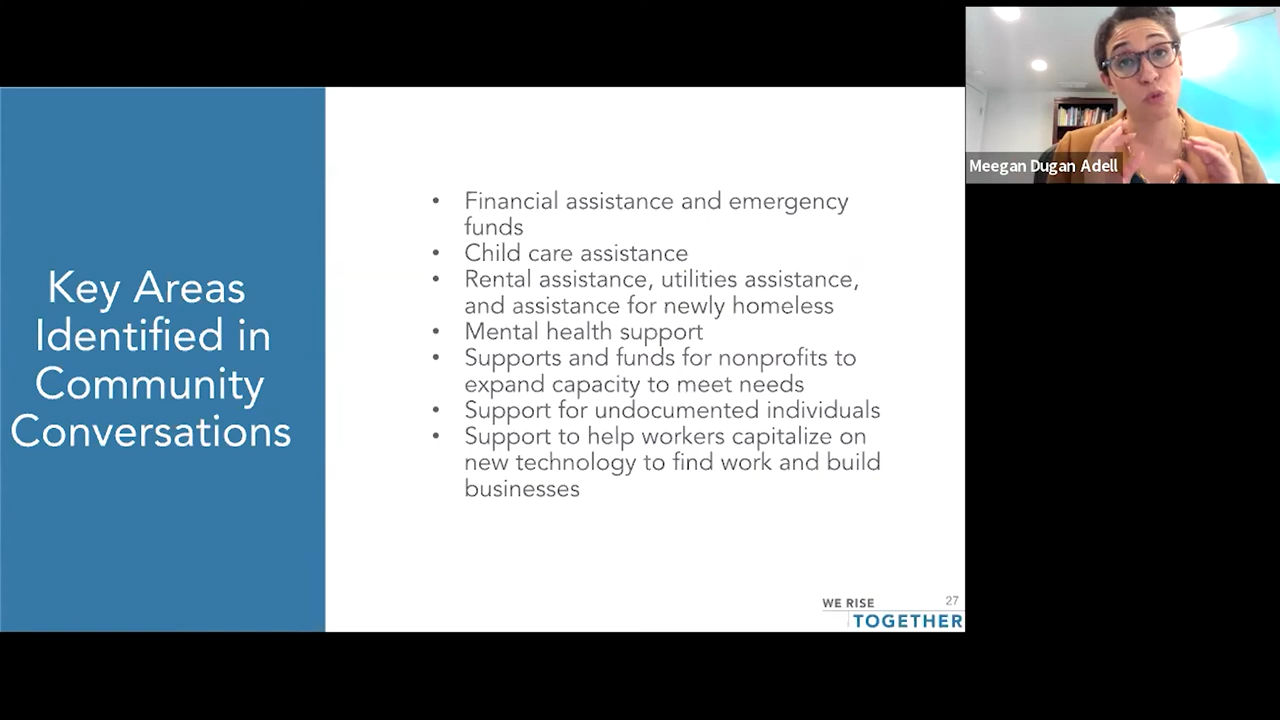 Key Areas
Identified in
Community
Conversations
• Financial assistance and emergency
funds
• Child care assistance
• Rental assistance, utilities assistance,
and assistance for newly homeless
• Mental health support
• Supports and funds for nonprofits to
expand capacity to meet needs
• Support for undocumented individuals
• Support to help workers capitalize on
new technology to find work and build
businesses
WE RISE
TOGETHER
27
Meegan Dugan Adell